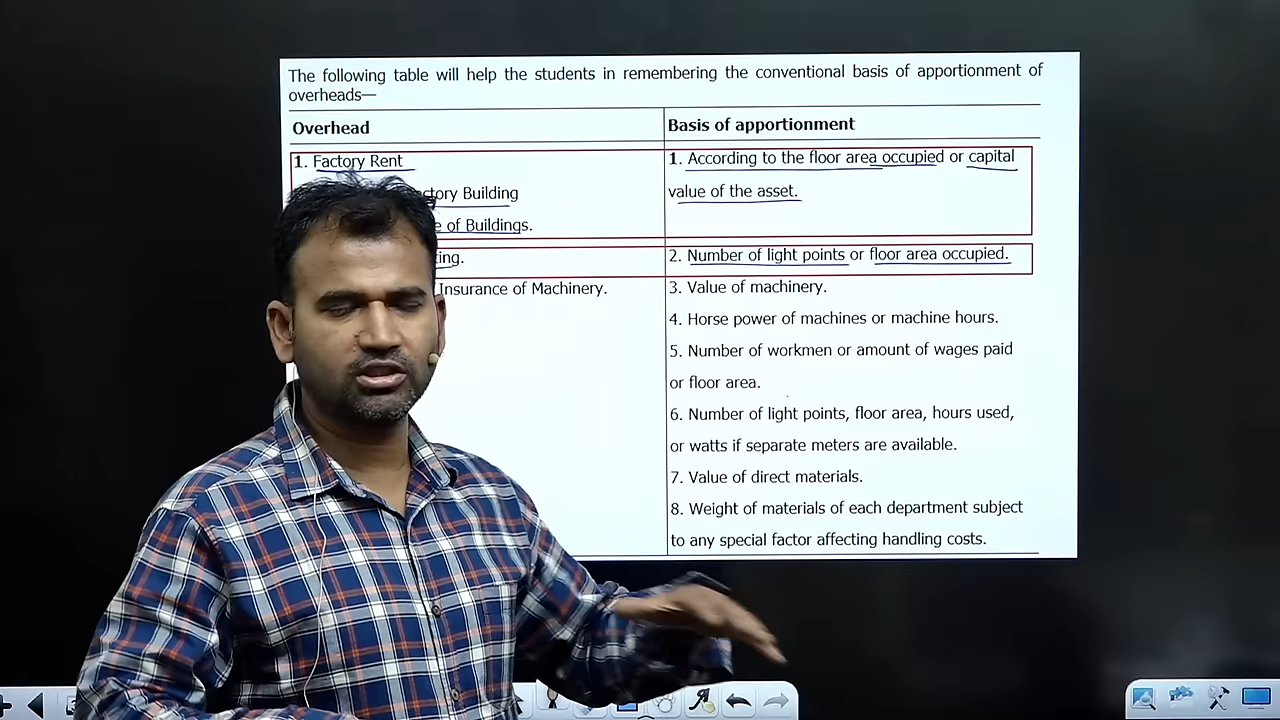 The following table will help the students in remembering the conventional basis of apportionment of
overheads—
Overhead
Basis of apportionment
1. Factory Rent
1. According to the floor area occupied or capital
Building
value of the asset.
of Buildings.
2. Number of light points or floor area occupied.
Insurance of Machinery.
3. Value of machinery.
4. Horse power of machines or machine hours.
5. Number of workmen or amount of wages paid
or floor area.
6. Number of light points, floor area, hours used,
or watts if separate meters are available.
7. Value of direct materials.
8. Weight of materials of each department subject
to any special factor affecting handling costs.